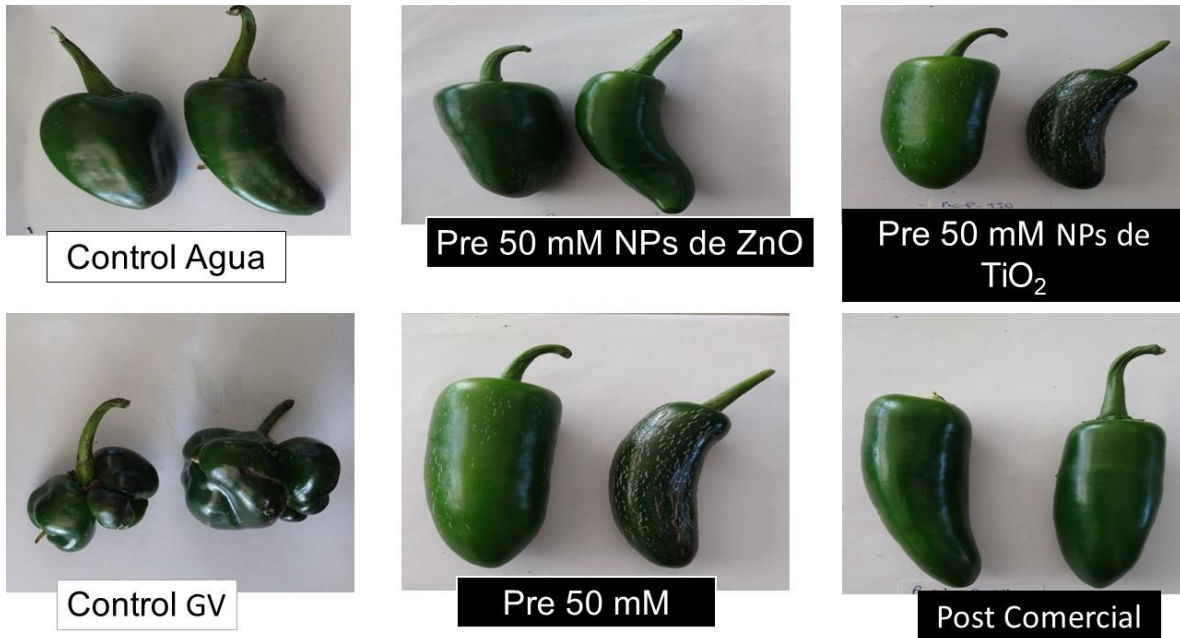 Control Agua
Pre 50 mM NPs de ZnO
Pre 50 mM NPs de
TiO₂
Control GV
Pre 50 mM
Post Comercial